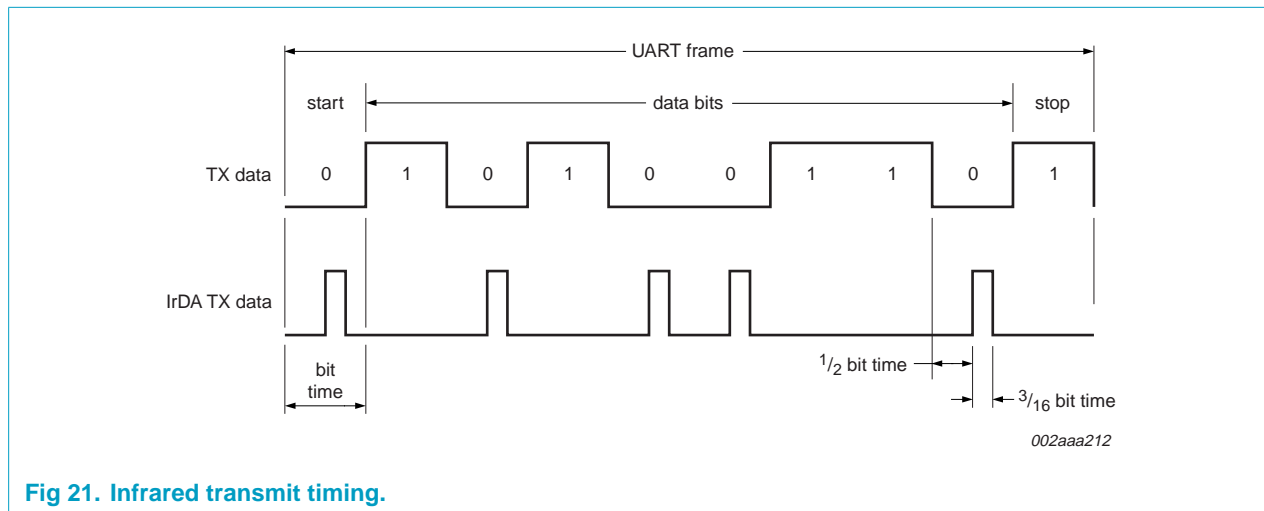 UART frame
start data bits stop
TX data 0 1 0 1 0 0 1 1 0 1
IrDA TX data
bit
time
1/2 bit time
3/16 bit time
002aaa212
Fig 21. Infrared transmit timing.